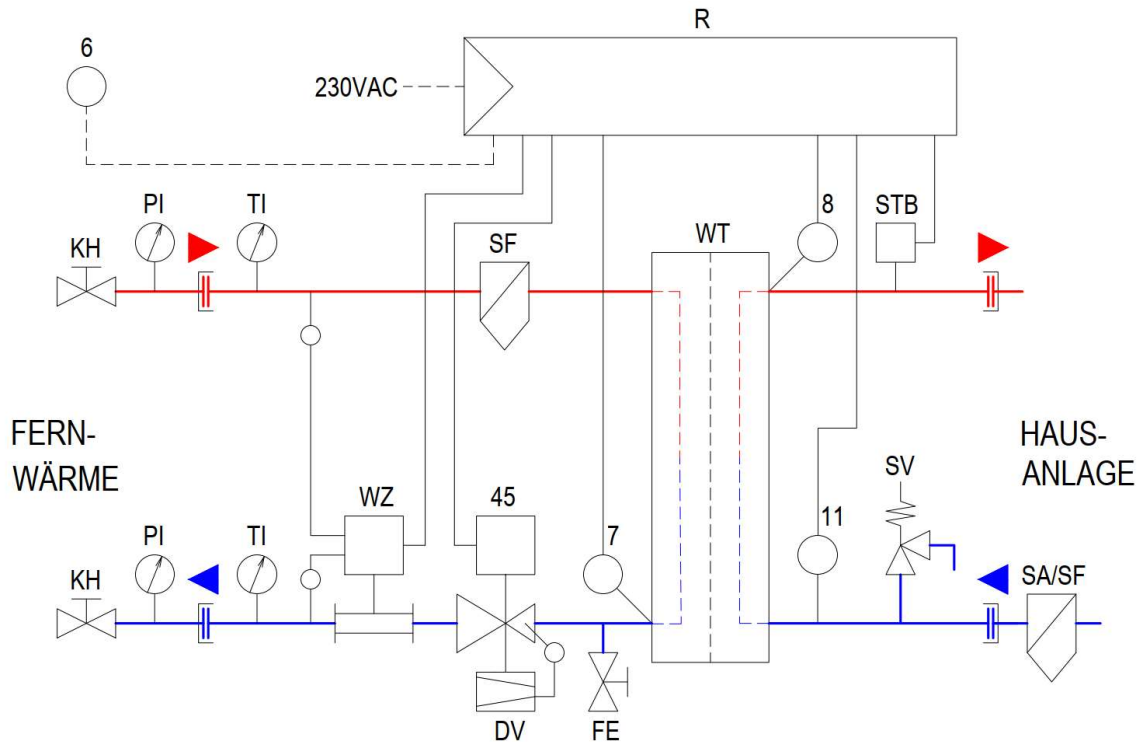 R
6
230VAC
PI
TI
8
STB
KH
SF
WT
FERN-
WÄRME
HAUS-
ANLAGE
SV
WZ
45
7
11
PI
TI
KH
SA/SF
DV
FE